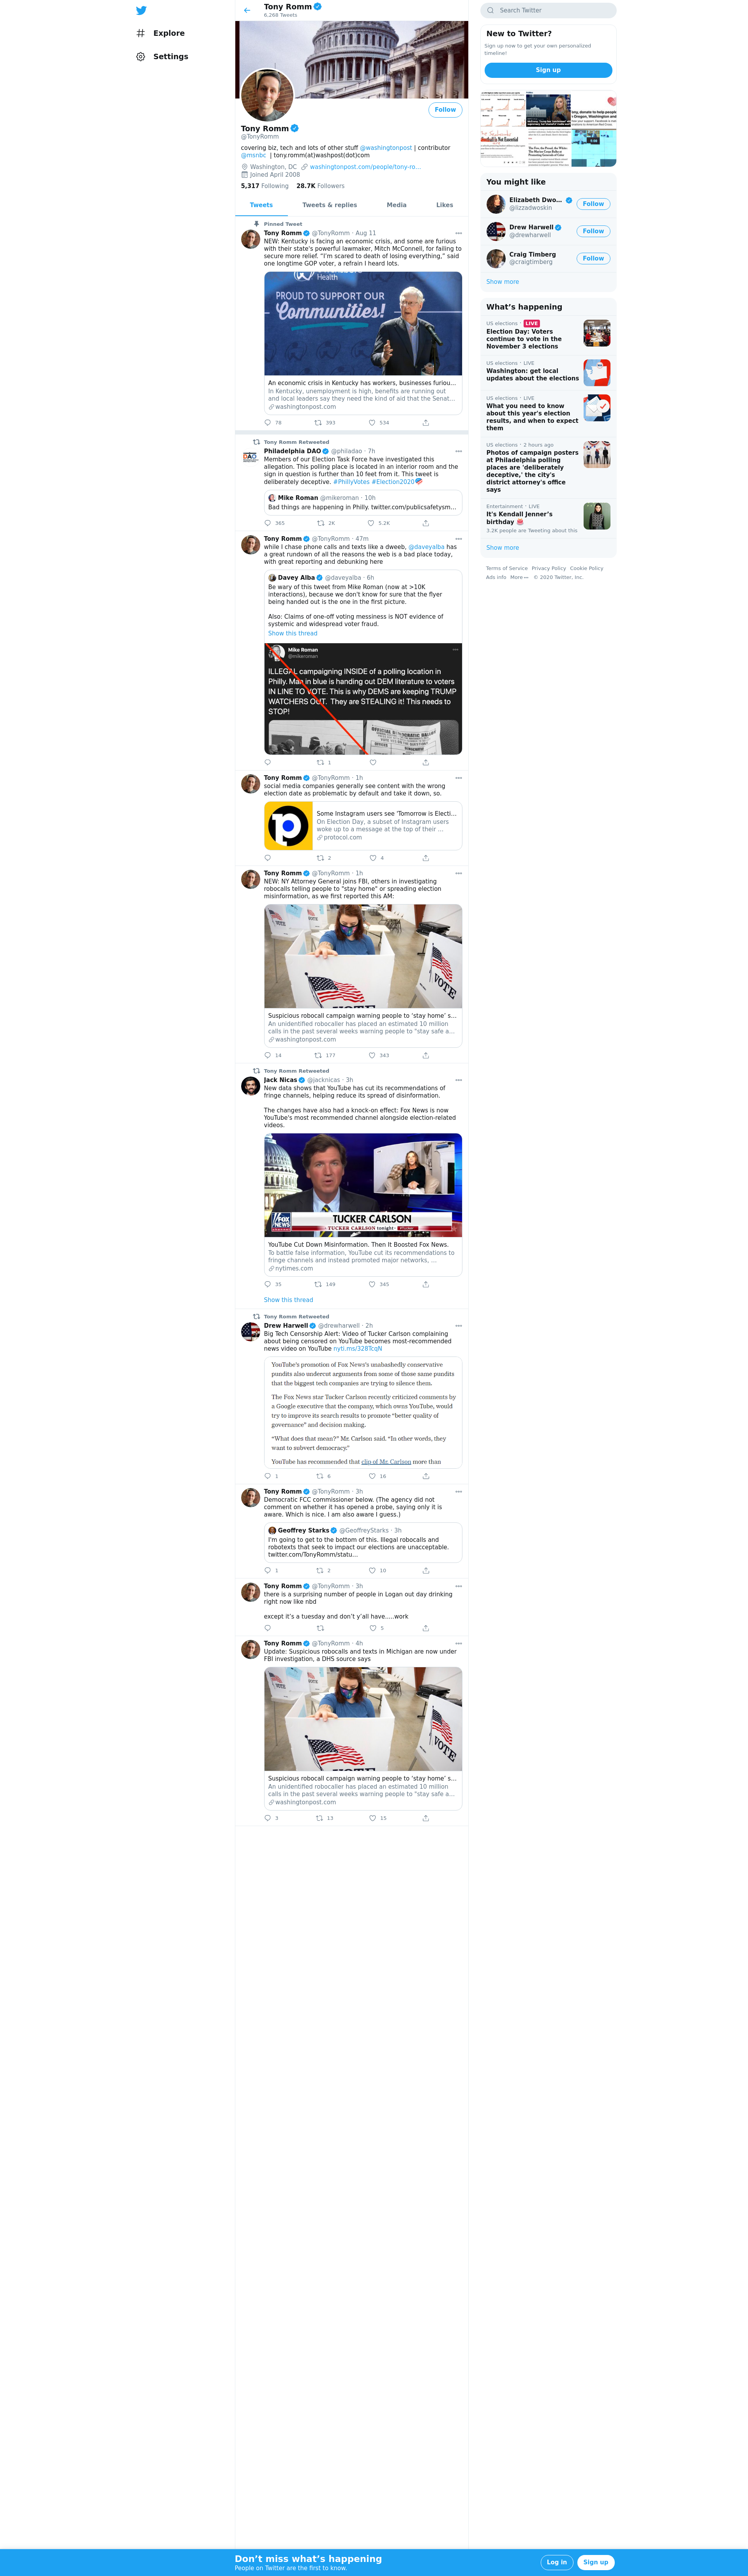 Explore
Settings
Tony Romm
6,268 Tweets
Follow
Tony Romm
@TonyRomm
covering biz, tech and lots of other stuff @washingtonpost | contributor
@msnbc | tony.romm(at)washpost(dot)com
Washington, DC washingtonpost.com/people/tony-ro…
Joined April 2008
5,317 Following 28.7K Followers
Tweets Tweets & replies Media Likes
Pinned Tweet
Tony Romm @TonyRomm · Aug 11
NEW: Kentucky is facing an economic crisis, and some are furious
with their state's powerful lawmaker, Mitch McConnell, for failing to
secure more relief. "I'm scared to death of losing everything," said
one longtime GOP voter, a refrain I heard lots.
Health
PROUD TO SUPPORT OUR
Communities!
An economic crisis in Kentucky has workers, businesses furiou…
In Kentucky, unemployment is high, benefits are running out
and local leaders say they need the kind of aid that the Senat…
washingtonpost.com
78 393 534
Tony Romm Retweeted
Philadelphia DAO @philadao · 7h
Members of our Election Task Force have investigated this
allegation. This polling place is located in an interior room and the
sign in question is further than 10 feet from it. This tweet is
deliberately deceptive. #PhillyVotes #Election2020
Mike Roman @mikeroman · 10h
Bad things are happening in Philly. twitter.com/publicsafetysm…
365 2K 5.2K
Tony Romm @TonyRomm · 47m
while I chase phone calls and texts like a dweeb, @daveyalba has
a great rundown of all the reasons the web is a bad place today,
with great reporting and debunking here
Davey Alba @daveyalba · 6h
Be wary of this tweet from Mike Roman (now at >10K
interactions), because we don't know for sure that the flyer
being handed out is the one in the first picture.
Also: Claims of one-off voting messiness is NOT evidence of
systemic and widespread voter fraud.
Show this thread
Mike Roman
@mikeroman
ILLEGAL campaigning INSIDE of a polling location in
Philly. Man in blue is handing out DEM literature to voters
IN LINE TO VOTE. This is why DEMS are keeping TRUMP
WATCHERS OUT. They are STEALING it! This needs to
STOP!
OFFICIAL DEMOCRATIC BALLOT
1
Tony Romm @TonyRomm · 1h
social media companies generally see content with the wrong
election date as problematic by default and take it down, so.
Some Instagram users see 'Tomorrow is Electi…
On Election Day, a subset of Instagram users
woke up to a message at the top of their …
protocol.com
2 4
Tony Romm @TonyRomm · 1h
NEW: NY Attorney General joins FBI, others in investigating
robocalls telling people to "stay home" or spreading election
misinformation, as we first reported this AM:
VOTE
VOTE
Suspicious robocall campaign warning people to 'stay home' s…
An unidentified robocaller has placed an estimated 10 million
calls in the past several weeks warning people to "stay safe a…
washingtonpost.com
14 177 343
Tony Romm Retweeted
Jack Nicas @jacknicas · 3h
New data shows that YouTube has cut its recommendations of
fringe channels, helping reduce its spread of disinformation.
The changes have also had a knock-on effect: Fox News is now
YouTube's most recommended channel alongside election-related
videos.
FOX NEWS
TUCKER CARLSON
TUCKER CARLSON tonight
YouTube Cut Down Misinformation. Then It Boosted Fox News.
To battle false information, YouTube cut its recommendations to
fringe channels and instead promoted major networks, …
nytimes.com
35 149 345
Show this thread
Tony Romm Retweeted
Drew Harwell @drewharwell · 2h
Big Tech Censorship Alert: Video of Tucker Carlson complaining
about being censored on YouTube becomes most-recommended
news video on YouTube nyti.ms/328TcqN
YouTube's promotion of Fox News's unabashedly conservative
pundits also undercut arguments from some of those same pundits
that the biggest tech companies are trying to silence them.
The Fox News star Tucker Carlson recently criticized comments by
a Google executive that the company, which owns YouTube, would
try to improve its search results to promote "better quality of
governance" and decision making.
"What does that mean?" Mr. Carlson said. "In other words, they
want to subvert democracy."
YouTube has recommended that clip of Mr. Carlson more than
1 6 16
Tony Romm @TonyRomm · 3h
Democratic FCC commissioner below. (The agency did not
comment on whether it has opened a probe, saying only it is
aware. Which is nice. I am also aware I guess.)
Geoffrey Starks @GeoffreyStarks · 3h
I'm going to get to the bottom of this. Illegal robocalls and
robotexts that seek to impact our elections are unacceptable.
twitter.com/TonyRomm/statu…
1 2 10
Tony Romm @TonyRomm · 3h
there is a surprising number of people in Logan out day drinking
right now like nbd
except it's a tuesday and don't y'all have.....work
5
Tony Romm @TonyRomm · 4h
Update: Suspicious robocalls and texts in Michigan are now under
FBI investigation, a DHS source says
VOTE
VOTE
Suspicious robocall campaign warning people to 'stay home' s…
An unidentified robocaller has placed an estimated 10 million
calls in the past several weeks warning people to "stay safe a…
washingtonpost.com
3 13 15
Search Twitter
New to Twitter?
Sign up now to get your own personalized
timeline!
Sign up
You might like
Elizabeth Dwo…
@lizzadwoskin
Follow
Drew Harwell
@drewharwell
Follow
Craig Timberg
@craigtimberg
Follow
Show more
What's happening
US elections · LIVE
Election Day: Voters
continue to vote in the
November 3 elections
US elections · LIVE
Washington: get local
updates about the elections
US elections · LIVE
What you need to know
about this year's election
results, and when to expect
them
US elections · 2 hours ago
Photos of campaign posters
at Philadelphia polling
places are 'deliberately
deceptive,' the city's
district attorney's office
says
Entertainment · LIVE
It's Kendall Jenner's
birthday
3.2K people are Tweeting about this
Show more
Terms of Service Privacy Policy Cookie Policy
Ads info More © 2020 Twitter, Inc.
Don't miss what's happening
People on Twitter are the first to know.
Log in
Sign up